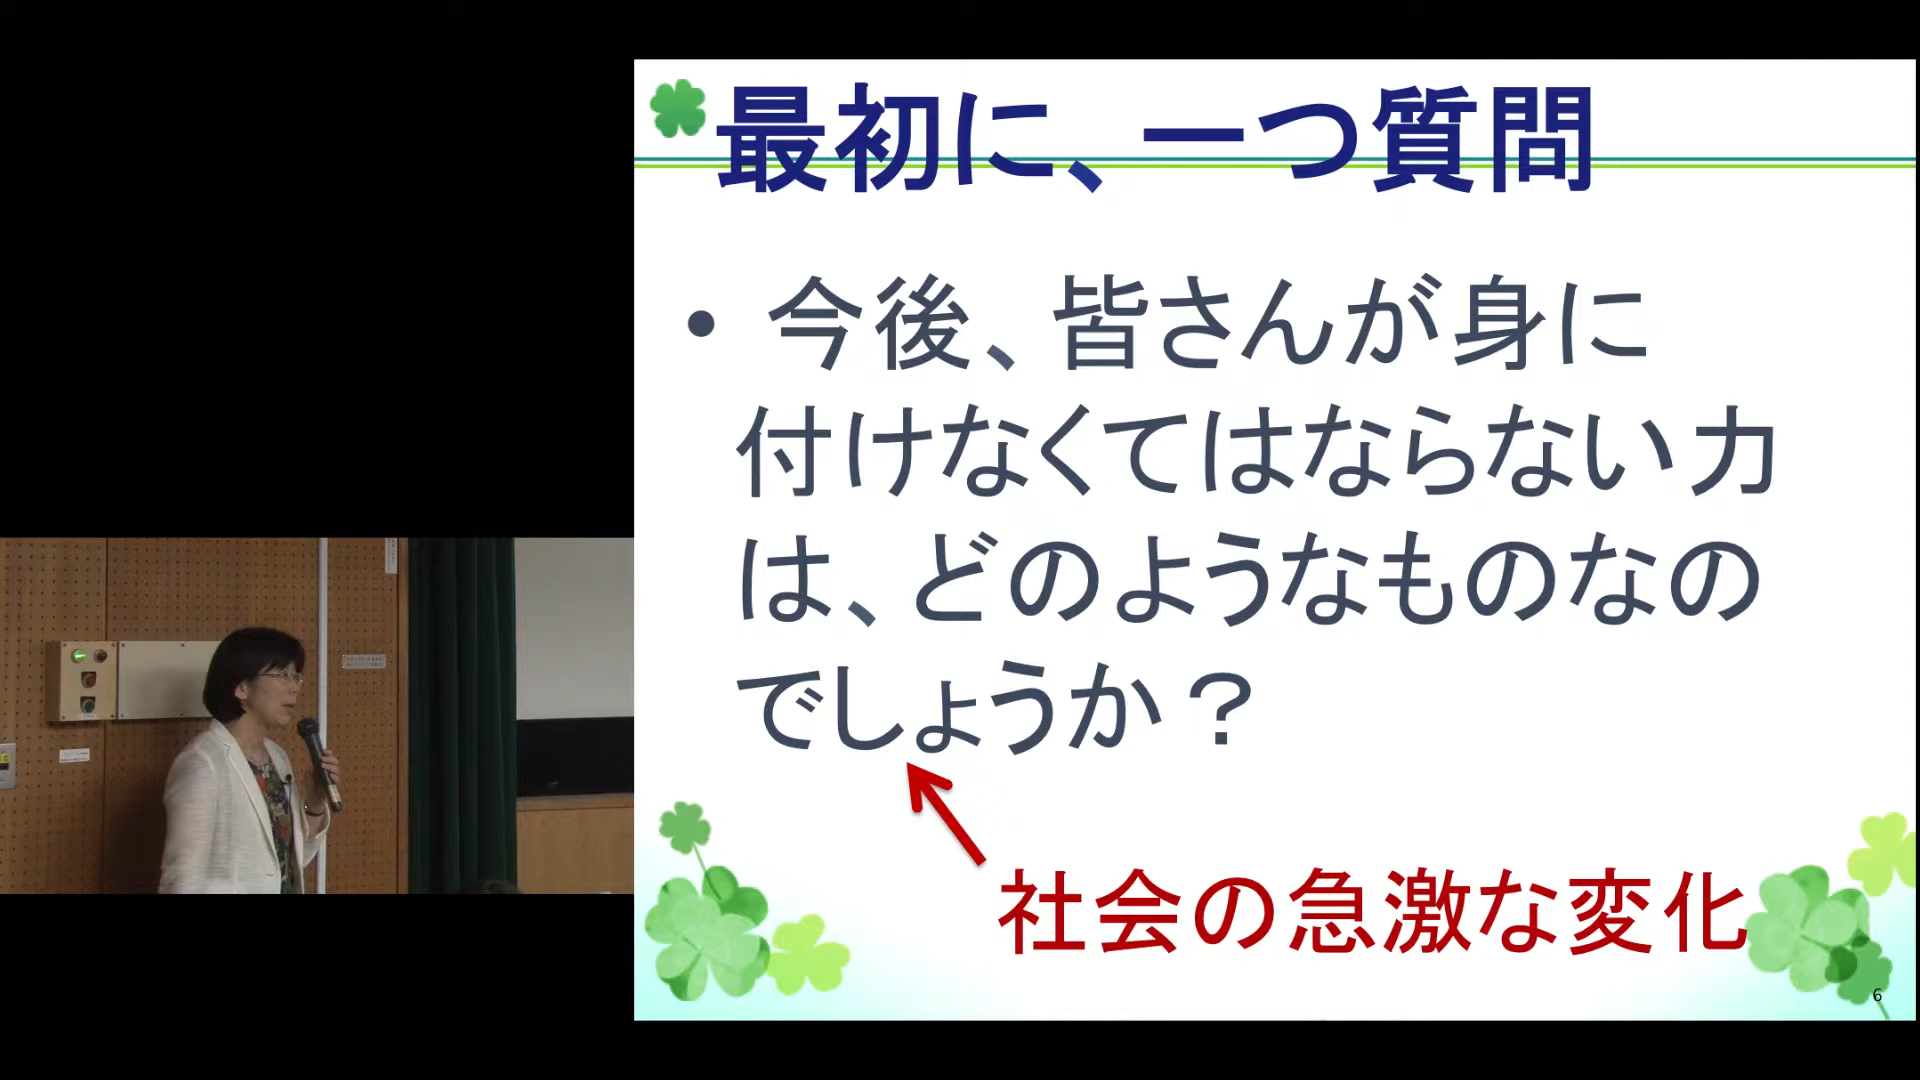 最初に、一つ質問
• 今後、皆さんが身に
付けなくてはならない力
は、どのようなものなの
でしょうか？
社会の急激な変化
6